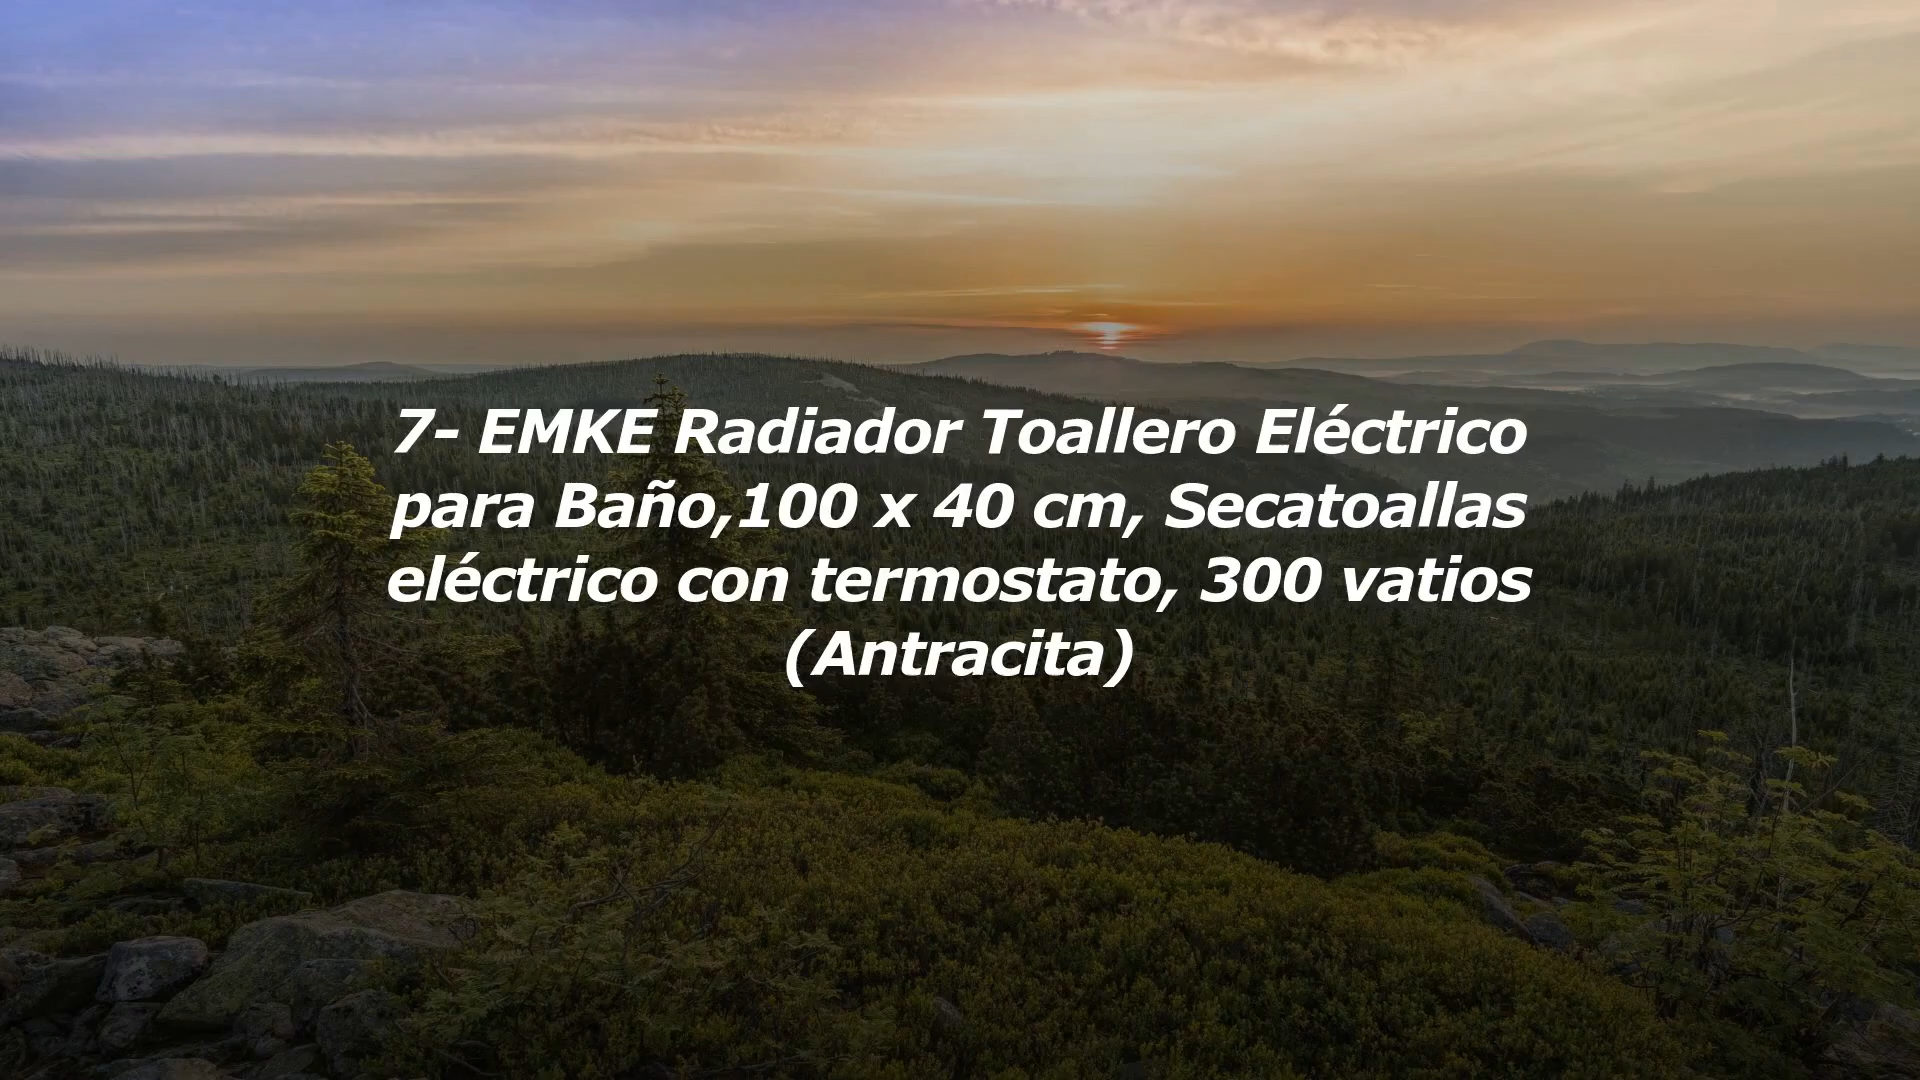 7- EMKE Radiador Toallero Eléctrico
para Baño,100 x 40 cm, Secatoallas
eléctrico con termostato, 300 vatios
(Antracita)